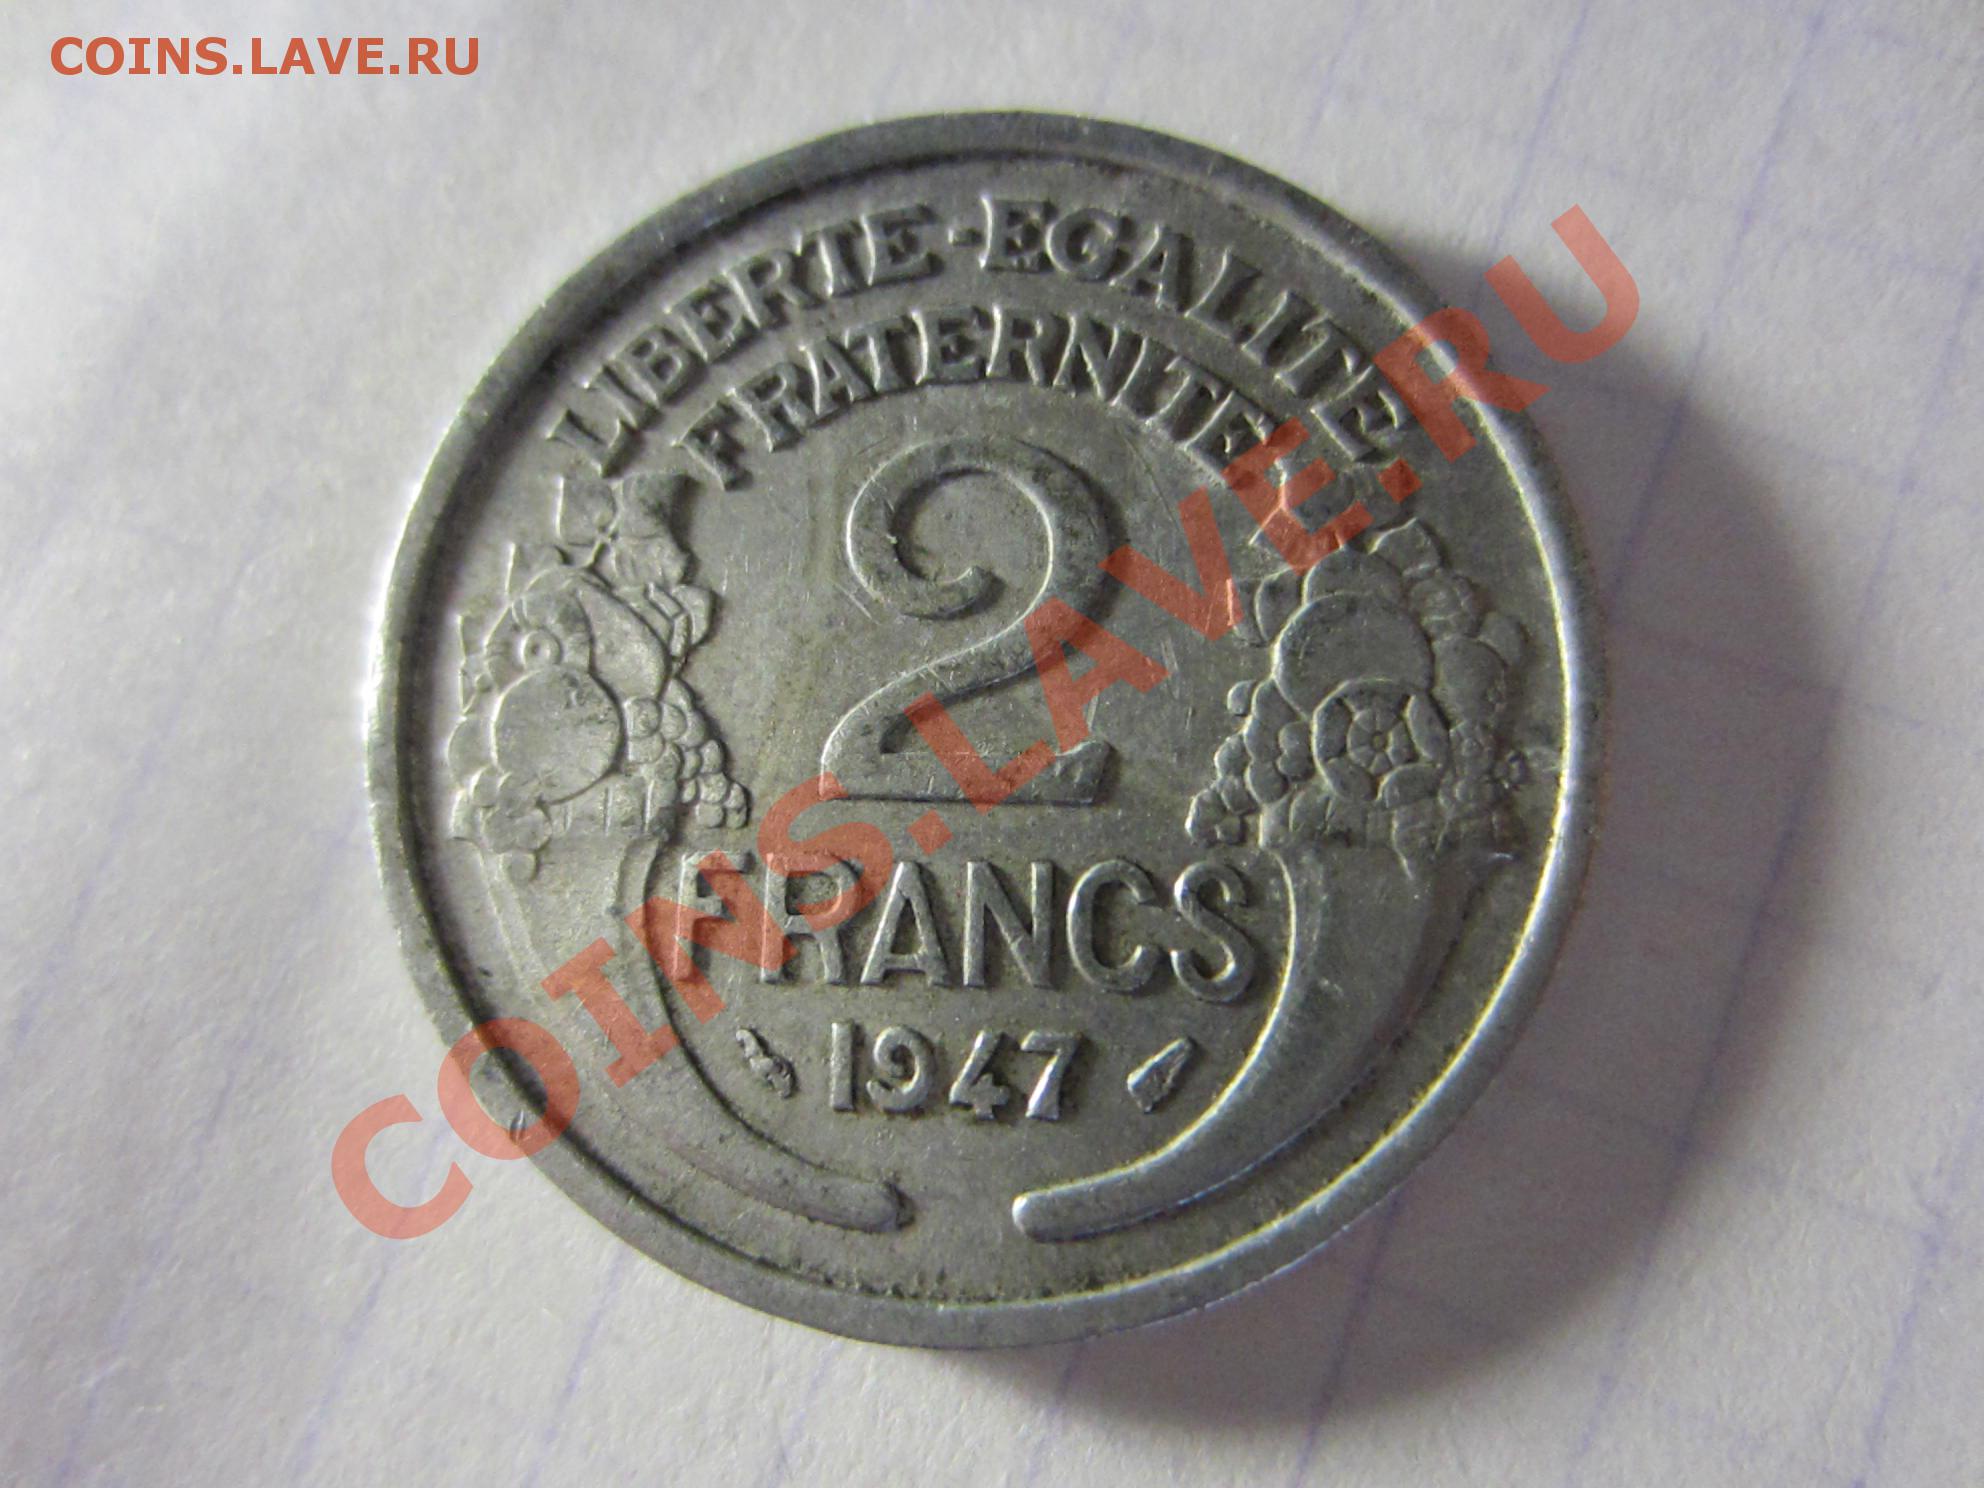 COINS.LAVE.RU
LIBERTE-EGALITE
FRATERNITE
2
FRANCS
1947
COINS.LAVE.RU